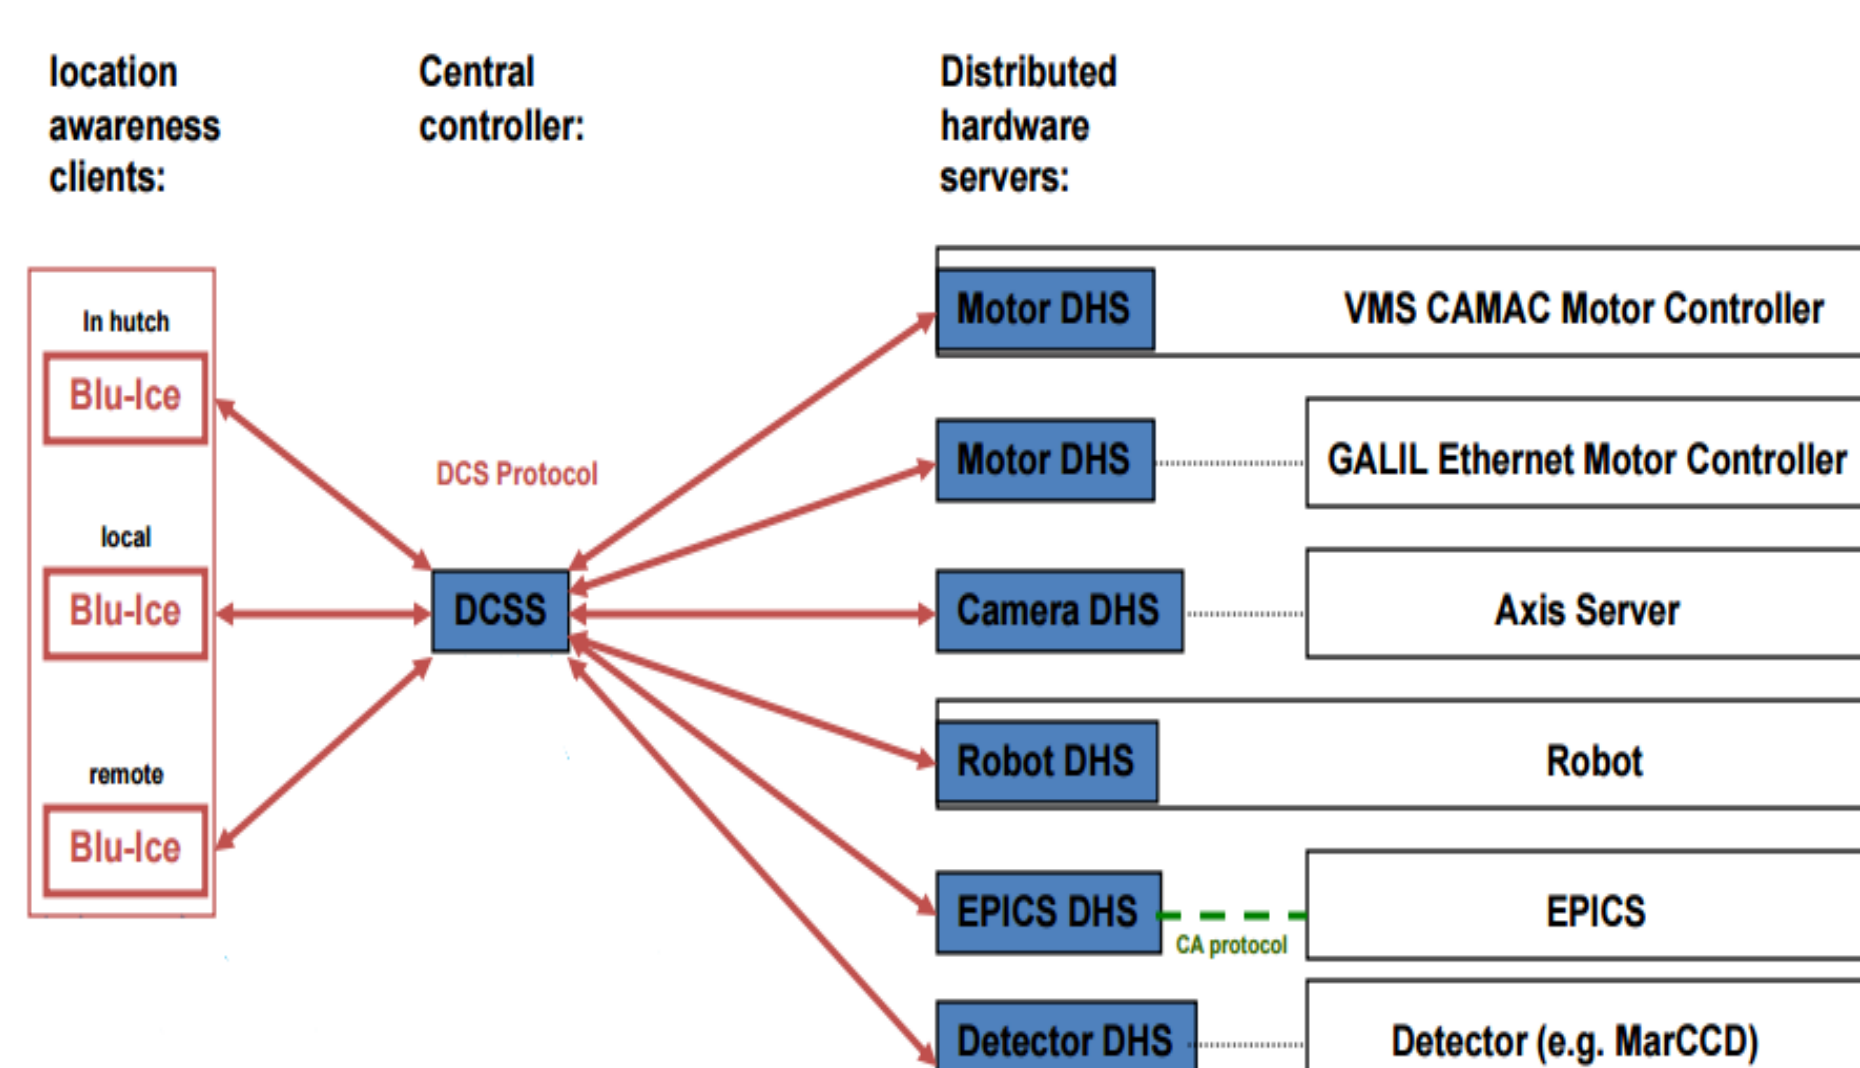 location
awareness
clients:
Central
controller:
Distributed
hardware
servers:
In hutch
Blu-Ice
local
Blu-Ice
remote
Blu-Ice
DCS Protocol
DCSS
Motor DHS
VMS CAMAC Motor Controller
Motor DHS
GALIL Ethernet Motor Controller
Camera DHS
Axis Server
Robot DHS
Robot
EPICS DHS
CA protocol
EPICS
Detector DHS
Detector (e.g. MarCCD)